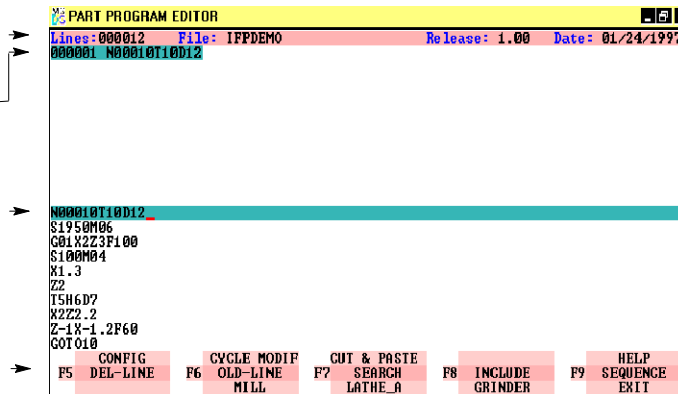 PART PROGRAM EDITOR
Lines:000012 File: IFPDEMO Release: 1.00 Date: 01/24/1997
000001 N00010T10D12
N00010T10D12_
S1950M06
G01X2Z3F100
S100M04
X1.3
Z2
T5H6D7
X2Z2.2
Z-1X-1.2F60
GOTO10
CONFIG CYCLE MODIF CUT & PASTE HELP
F5 DEL-LINE F6 OLD-LINE F7 SEARCH F8 INCLUDE F9 SEQUENCE
MILL LATHE_A GRINDER EXIT